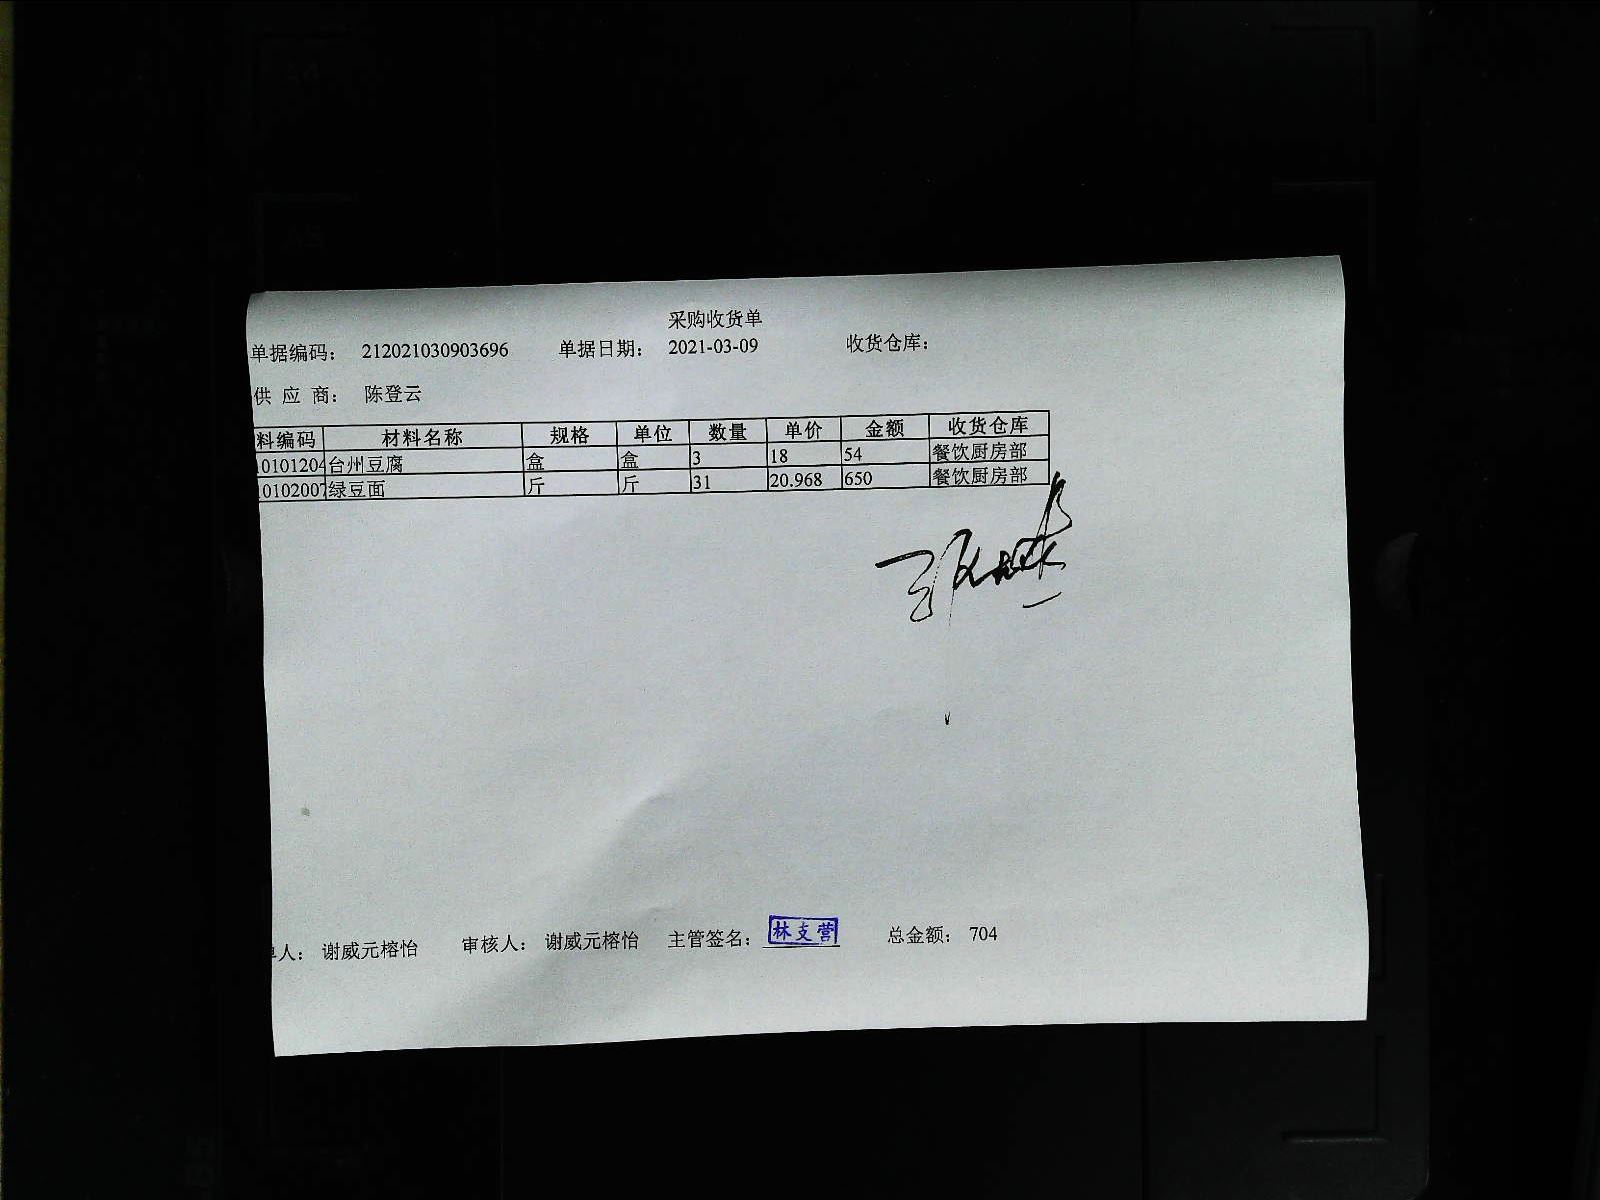 采购收货单
单据编码： 212021030903696 单据日期： 2021-03-09 收货仓库：
供 应 商： 陈登云
料编码 材料名称 规格 单位 数量 单价 金额 收货仓库
10101204 台州豆腐 盒 盒 3 18 54 餐饮厨房部
10102007 绿豆面 斤 斤 31 20.968 650 餐饮厨房部
人： 谢威元榕怡 审核人： 谢威元榕怡 主管签名： 林支营 总金额： 704